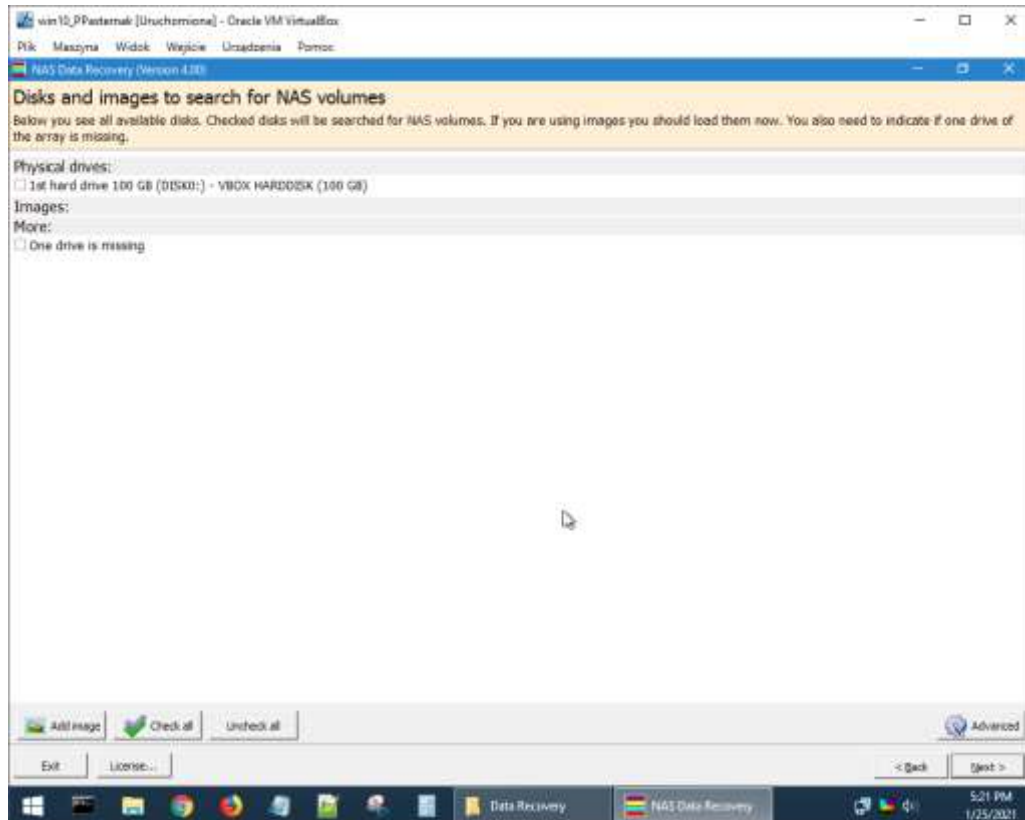 win10_PPasternak [Uruchomiona] - Oracle VM VirtualBox
Plik Maszyna Widok Wejście Urządzenia Pomoc
NAS Data Recovery (Version 4.00)
Disks and images to search for NAS volumes
Below you see all available disks. Checked disks will be searched for NAS volumes. If you are using images you should load them now. You also need to indicate if one drive of
the array is missing.
Physical drives:
1st hard drive 100 GB (DISK0:) - VBOX HARDDISK (100 GB)
Images:
More:
One drive is missing
Add image Check all Uncheck all Advanced
Exit License... < Back Next >
Data Recovery NAS Data Recovery 5:21 PM
1/25/2021